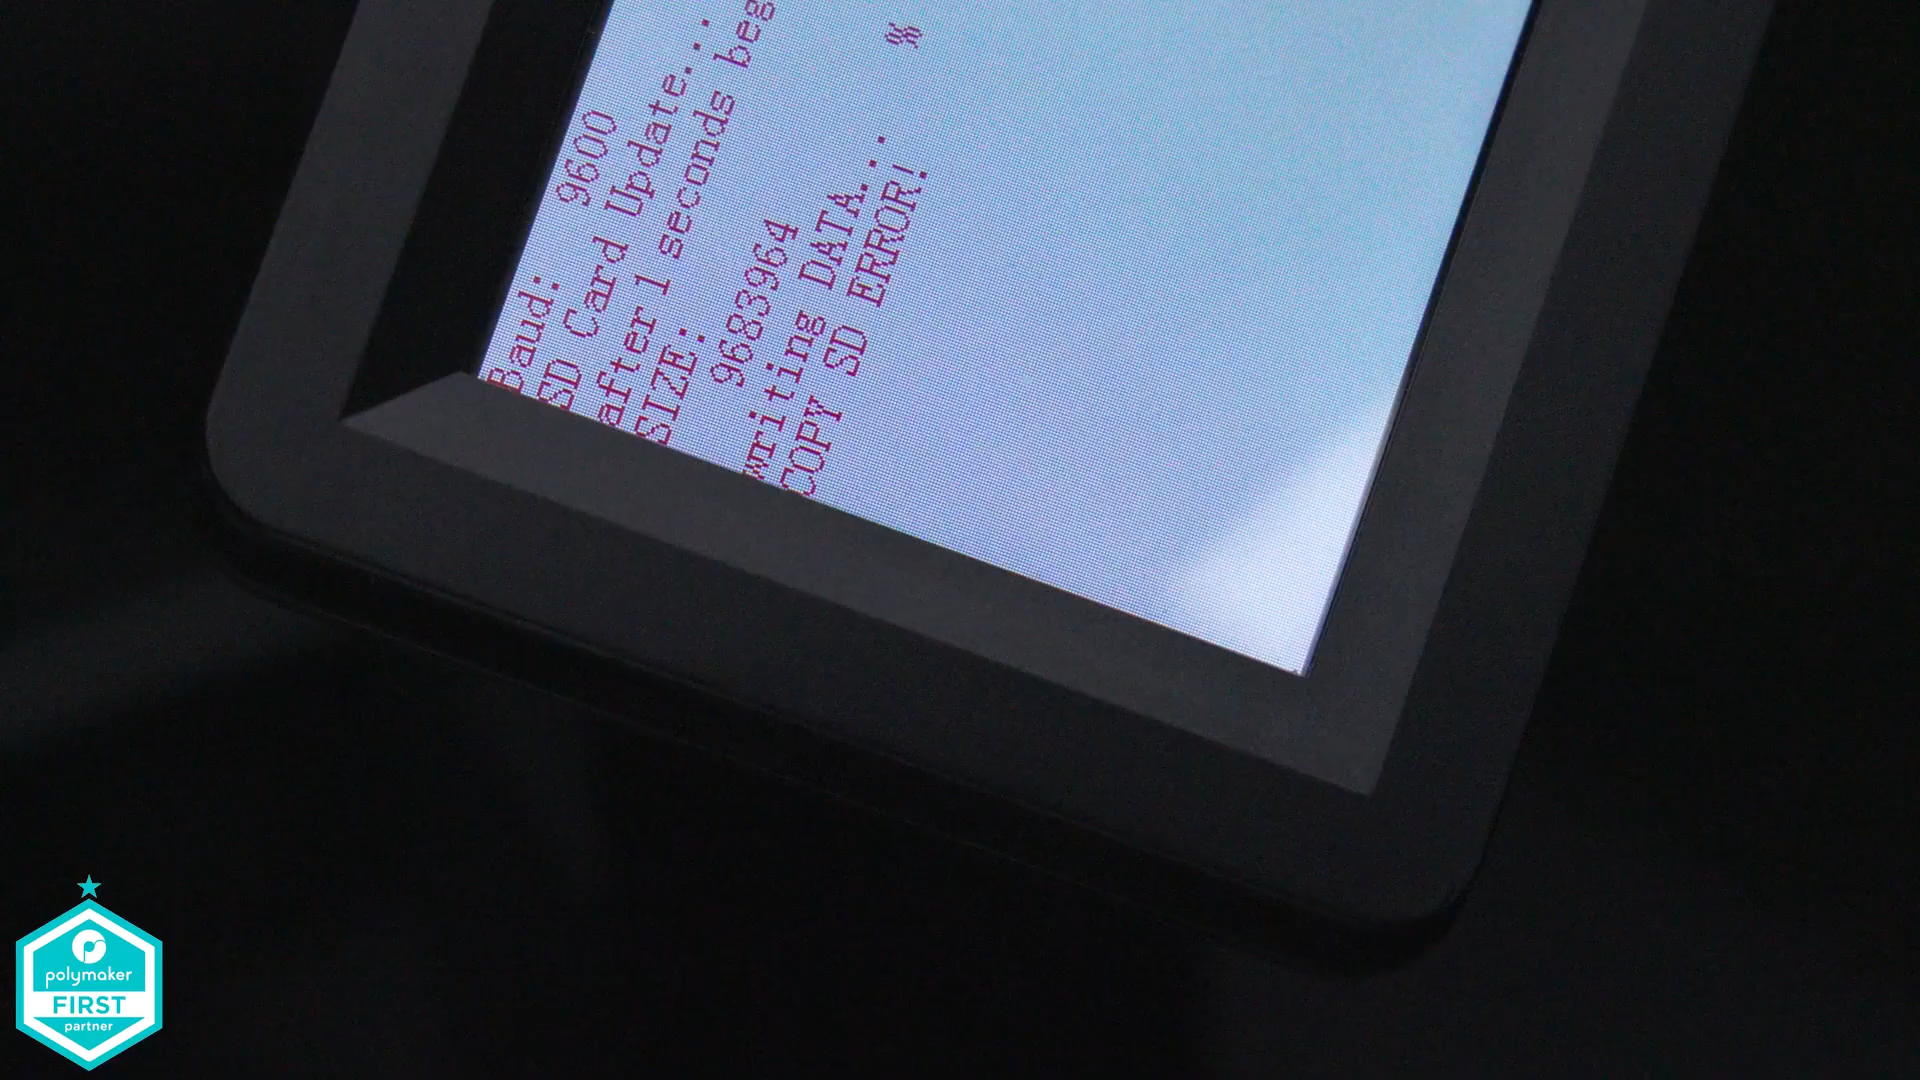 Baud: 9600
SD Card Update...
after 1 seconds beg
SIZE:
9683964
writing DATA... %
COPY SD ERROR!
polymaker
FIRST
partner